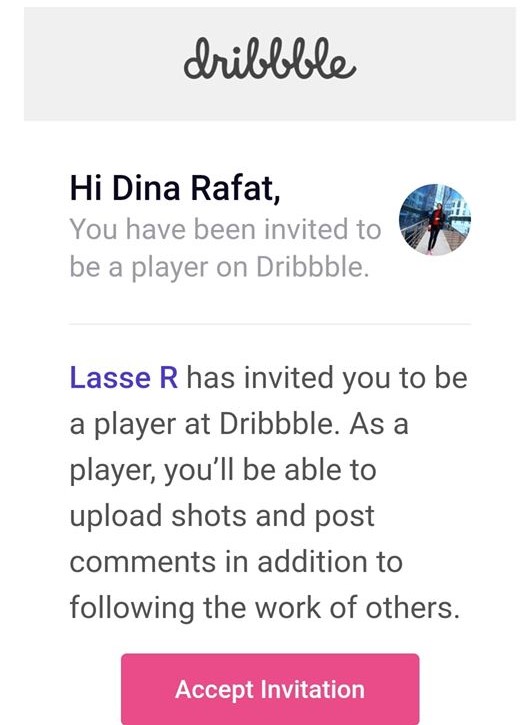 dribbble
Hi Dina Rafat,
You have been invited to
be a player on Dribbble.
Lasse R has invited you to be
a player at Dribbble. As a
player, you’ll be able to
upload shots and post
comments in addition to
following the work of others.
Accept Invitation